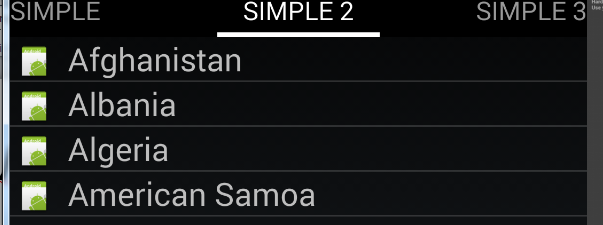 SIMPLE SIMPLE 2 SIMPLE 3
Afghanistan
Albania
Algeria
American Samoa